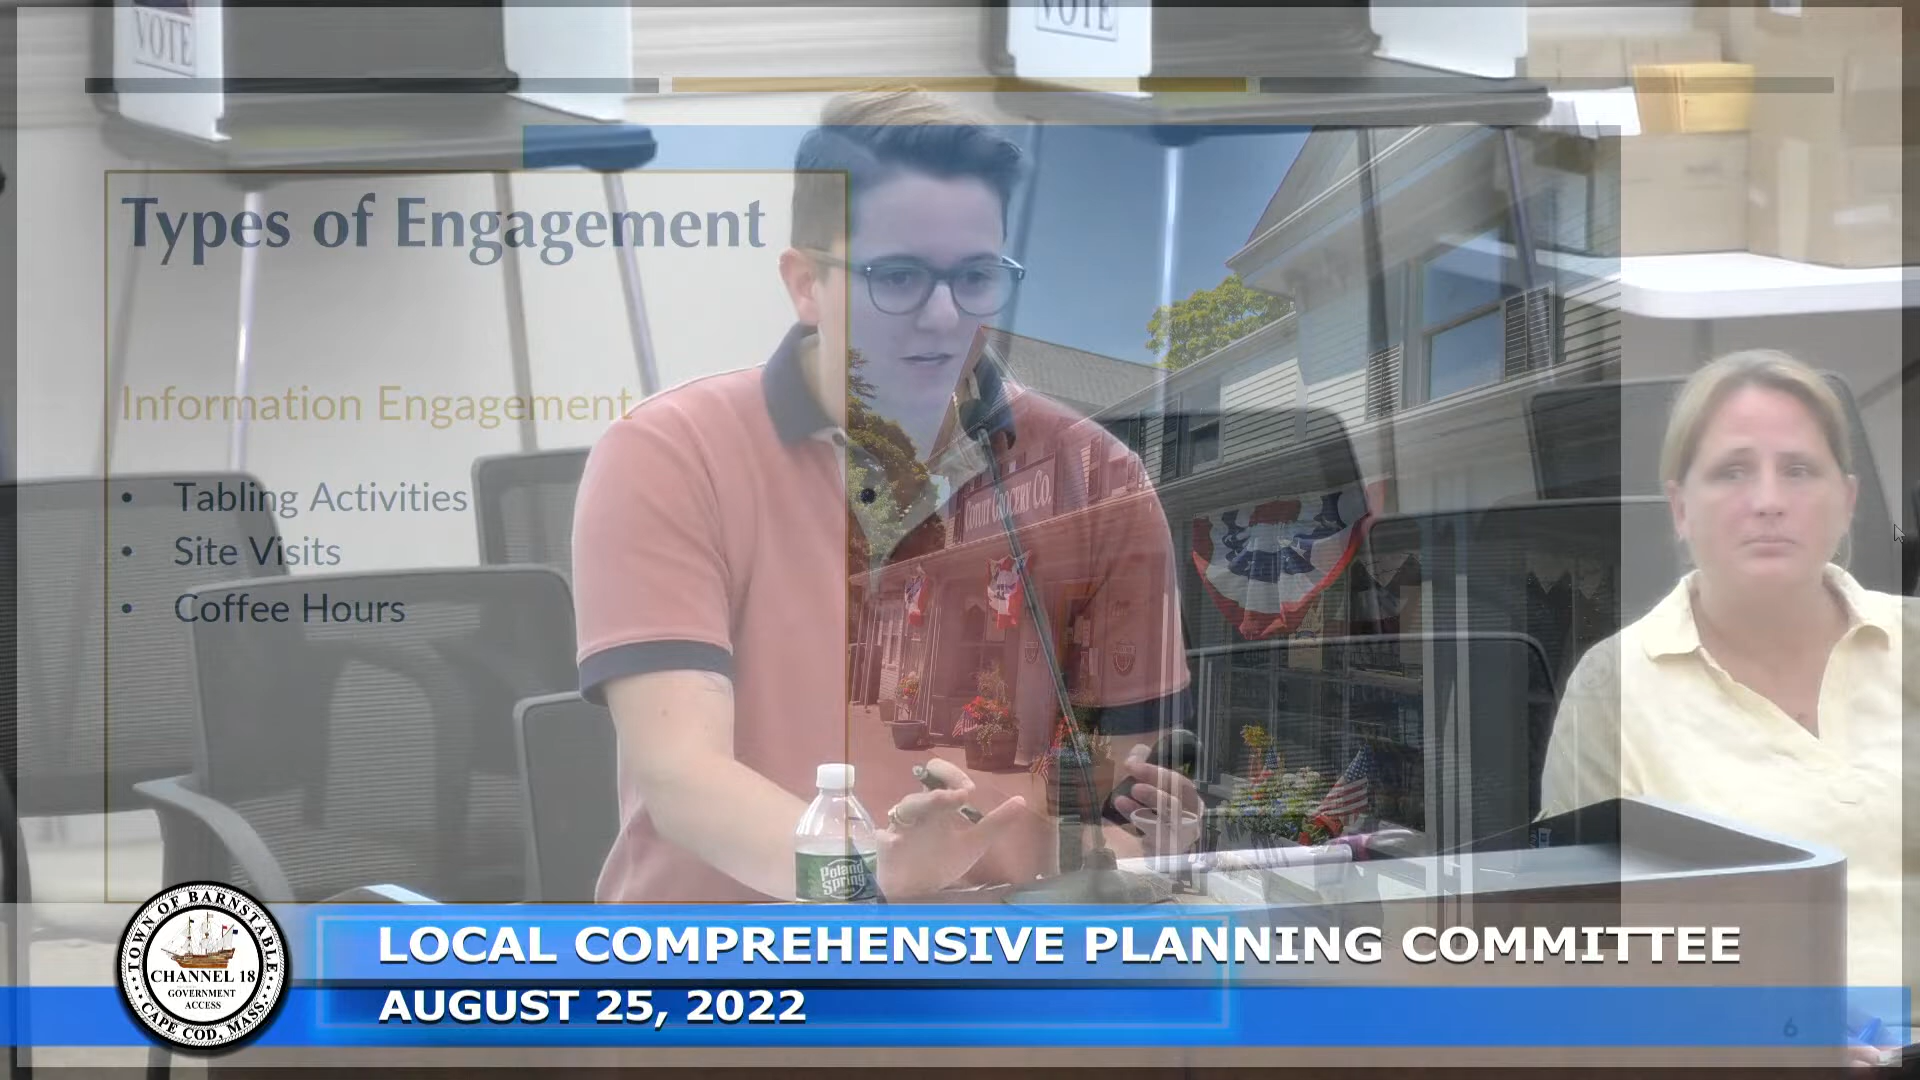 VOTE
VOTE
Types of Engagement
Information Engagement
• Tabling Activities
• Site Visits
• Coffee Hours
COTUIT GROCERY CO.
Poland
Spring
TOWN OF BARNSTABLE
CHANNEL 18
GOVERNMENT
ACCESS
CAPE COD, MASS.
LOCAL COMPREHENSIVE PLANNING COMMITTEE
AUGUST 25, 2022
6